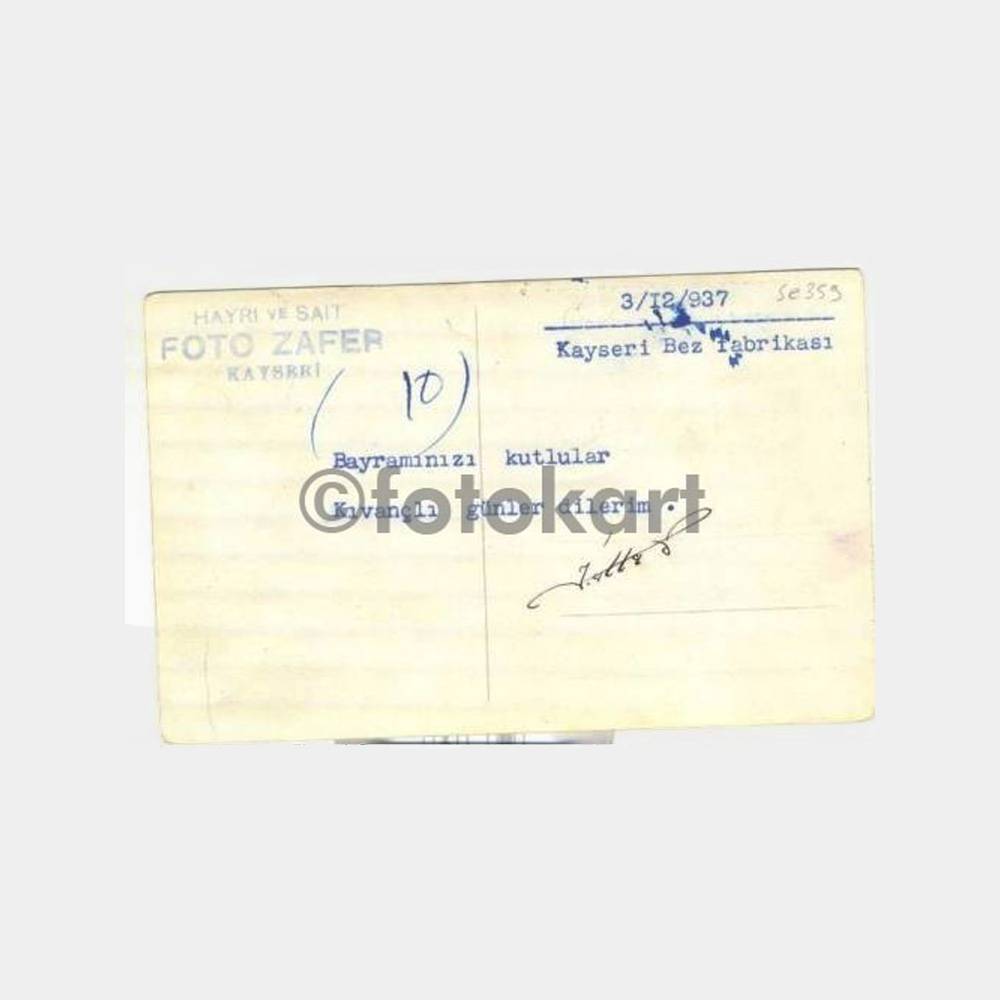 HAYRI VE SAIT
FOTO ZAFER
KAYSERİ
3/I2/937
se359
Kayseri Bez fabrikası
(10)
Bayramınızı kutlular
Kıvançlı günler dilerim.
©fotokart